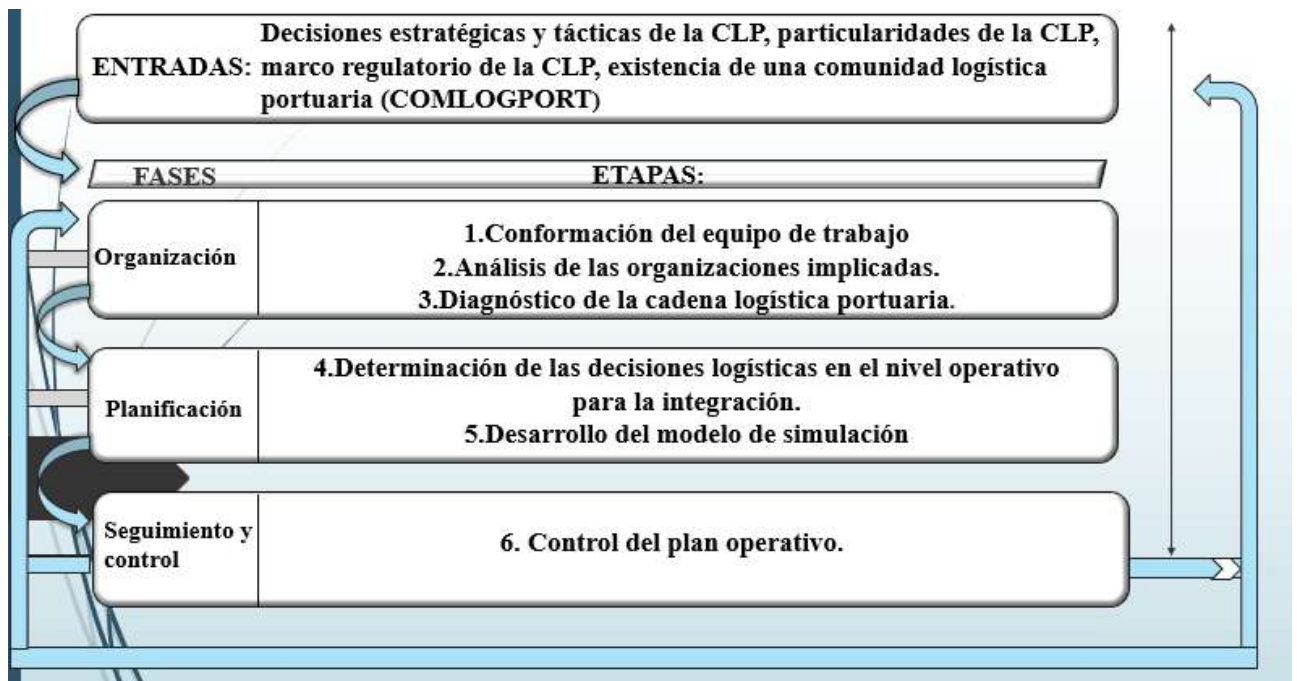 Decisiones estratégicas y tácticas de la CLP, particularidades de la CLP,
ENTRADAS: marco regulatorio de la CLP, existencia de una comunidad logística
portuaria (COMLOGPORT)
FASES ETAPAS:
Organización
1.Conformación del equipo de trabajo
2.Análisis de las organizaciones implicadas.
3.Diagnóstico de la cadena logística portuaria.
Planificación
4.Determinación de las decisiones logísticas en el nivel operativo
para la integración.
5.Desarrollo del modelo de simulación
Seguimiento y
control
6. Control del plan operativo.